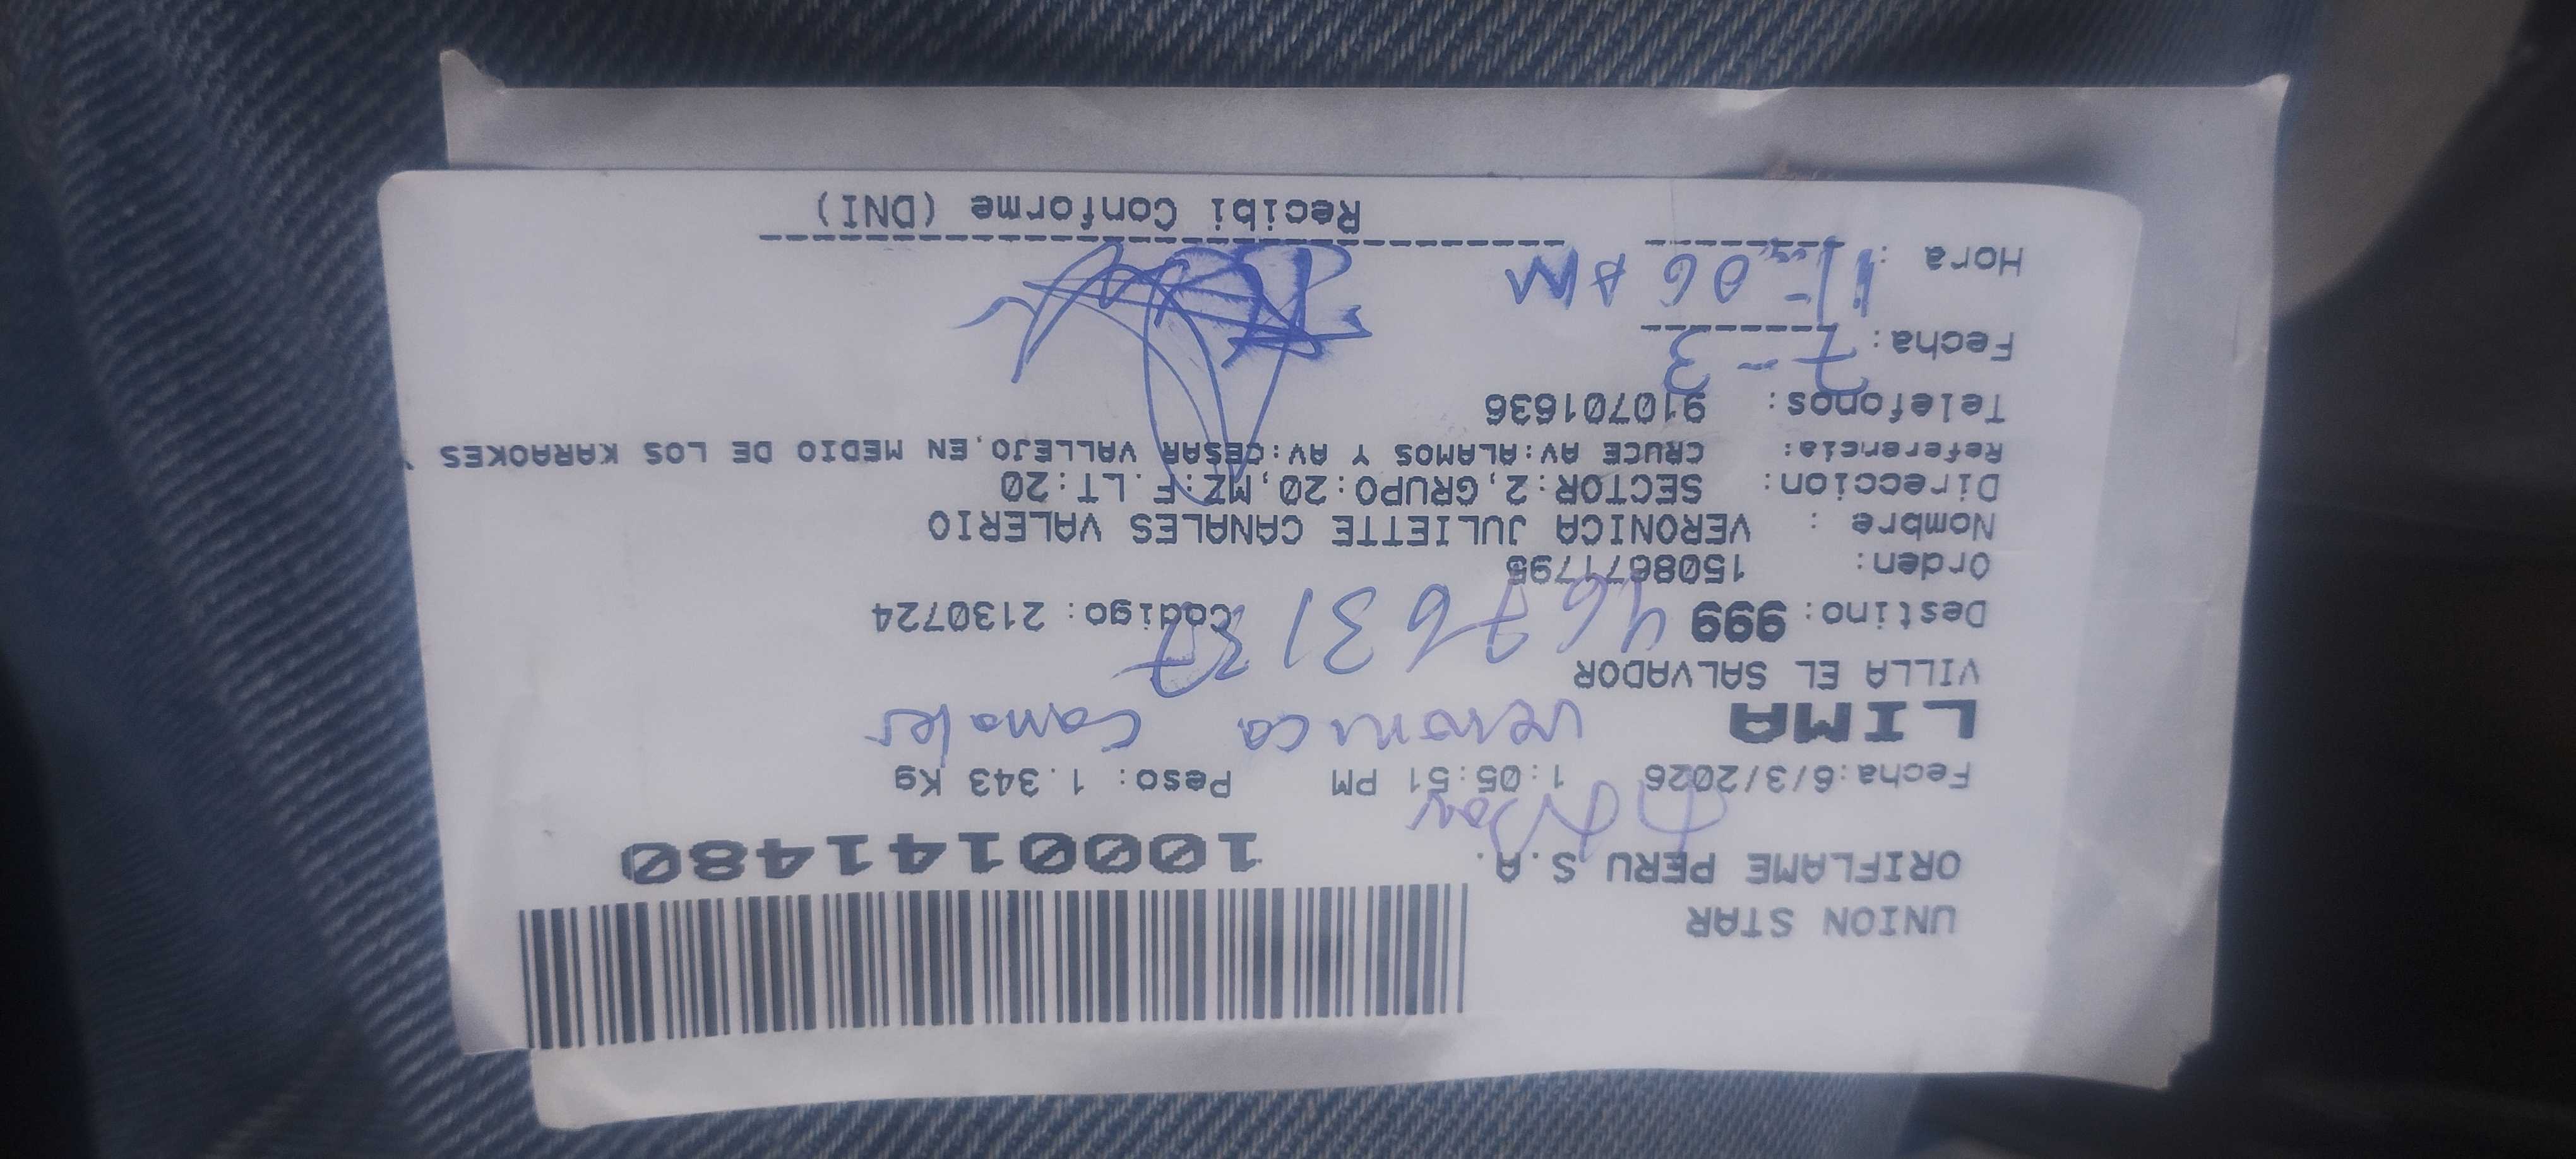 UNION STAR
ORIFLAME PERU S.A.
10001411480
Fecha:6/3/2026 1:05:51 PM Peso: 1.343 Kg
LIMA veronica Canales
VILLA EL SALVADOR
Destino: 999 Codigo: 2130724
Orden: 1508671795
Nombre : VERONICA JULIETTE CANALES VALERIO
Direccion: SECTOR:2,GRUPO:20,MZ:F.LT:20
Referencia: CRUCE AV:ALAMOS Y AV:CESAR VALLEJO,EN MEDIO DE LOS KARAOKES
Telefonos: 910701636
Fecha: 7-3
Hora : 11:06 AM
Recibi Conforme (DNI)